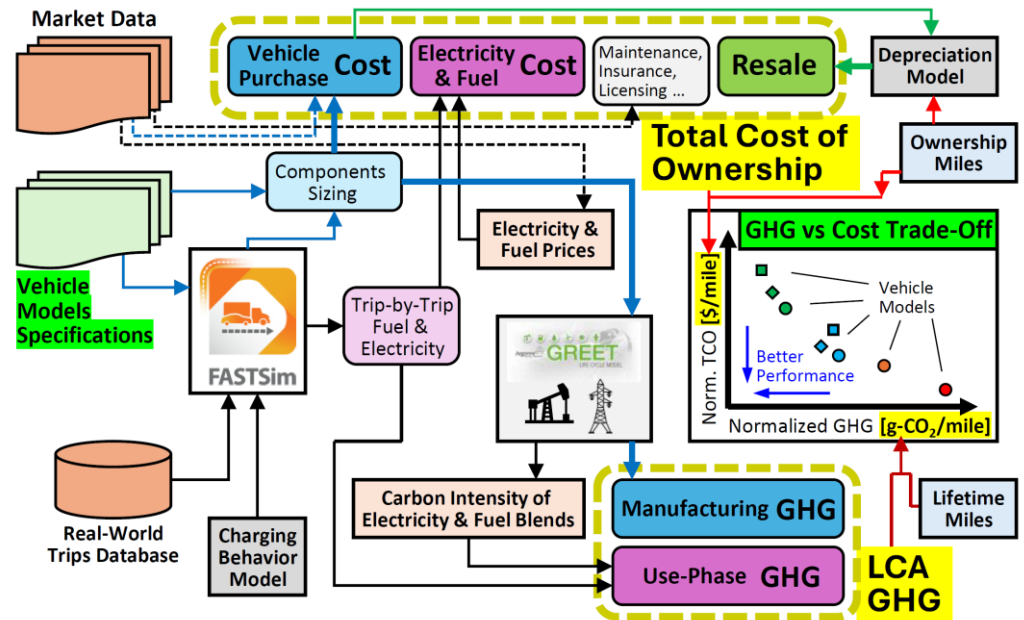 Market Data
Vehicle
Purchase Cost
Electricity
& Fuel Cost
Maintenance,
Insurance,
Licensing ...
Resale
Depreciation
Model
Total Cost of
Ownership
Ownership
Miles
Components
Sizing
Electricity &
Fuel Prices
Vehicle
Models
Specifications
FASTSim
Trip-by-Trip
Fuel &
Electricity
GREET
LIFE-CYCLE MODEL
GHG vs Cost Trade-Off
Norm. TCO [$/mile]
Vehicle
Models
Better
Performance
Normalized GHG [g-CO₂/mile]
Real-World
Trips Database
Charging
Behavior
Model
Carbon Intensity of
Electricity & Fuel Blends
Manufacturing GHG
Use-Phase GHG
LCA
GHG
Lifetime
Miles